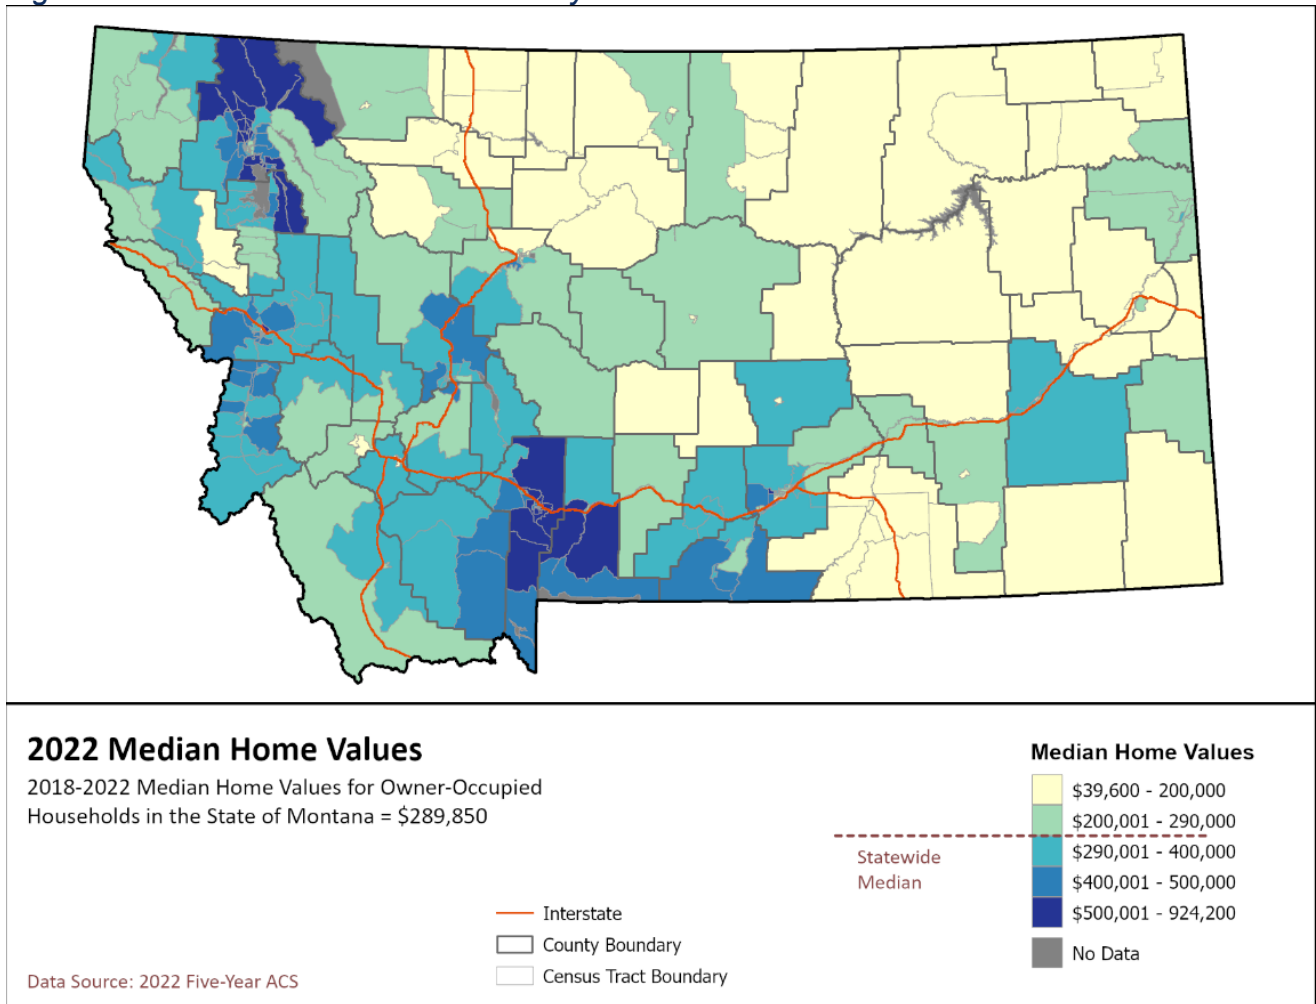 2022 Median Home Values
2018-2022 Median Home Values for Owner-Occupied
Households in the State of Montana = $289,850
Median Home Values
$39,600 - 200,000
$200,001 - 290,000
$290,001 - 400,000
$400,001 - 500,000
$500,001 - 924,200
No Data
Statewide
Median
Interstate
County Boundary
Census Tract Boundary
Data Source: 2022 Five-Year ACS